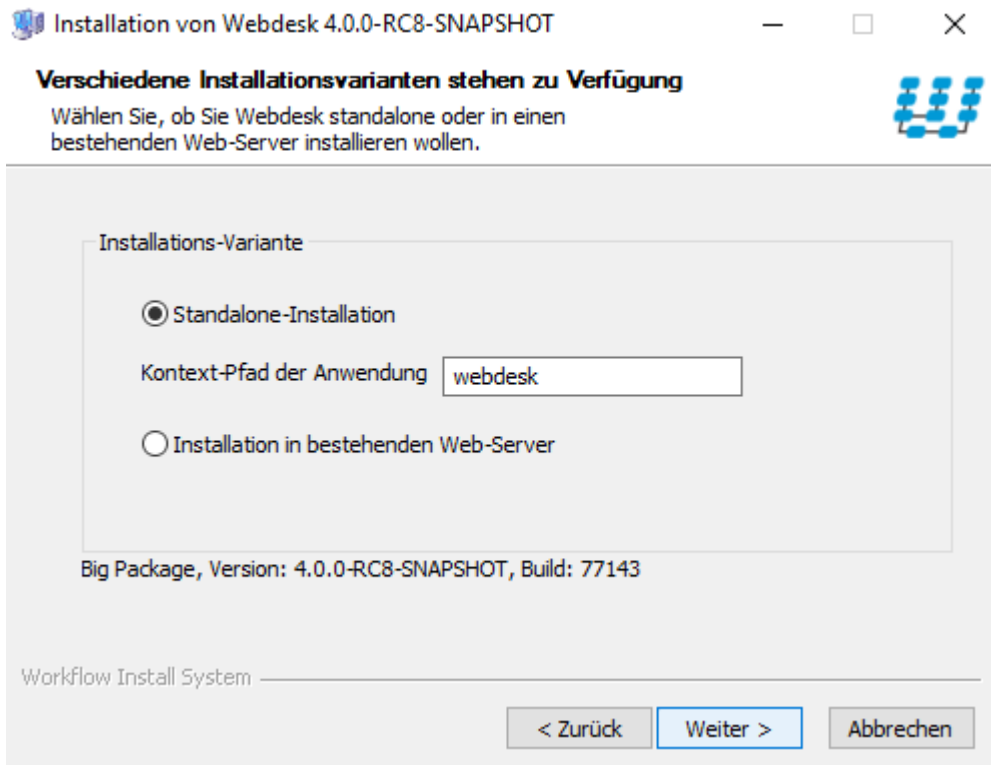 Installation von Webdesk 4.0.0-RC8-SNAPSHOT
Verschiedene Installationsvarianten stehen zu Verfügung
Wählen Sie, ob Sie Webdesk standalone oder in einen
bestehenden Web-Server installieren wollen.
Installations-Variante
Standalone-Installation
Kontext-Pfad der Anwendung webdesk
Installation in bestehenden Web-Server
Big Package, Version: 4.0.0-RC8-SNAPSHOT, Build: 77143
Workflow Install System
< Zurück Weiter > Abbrechen